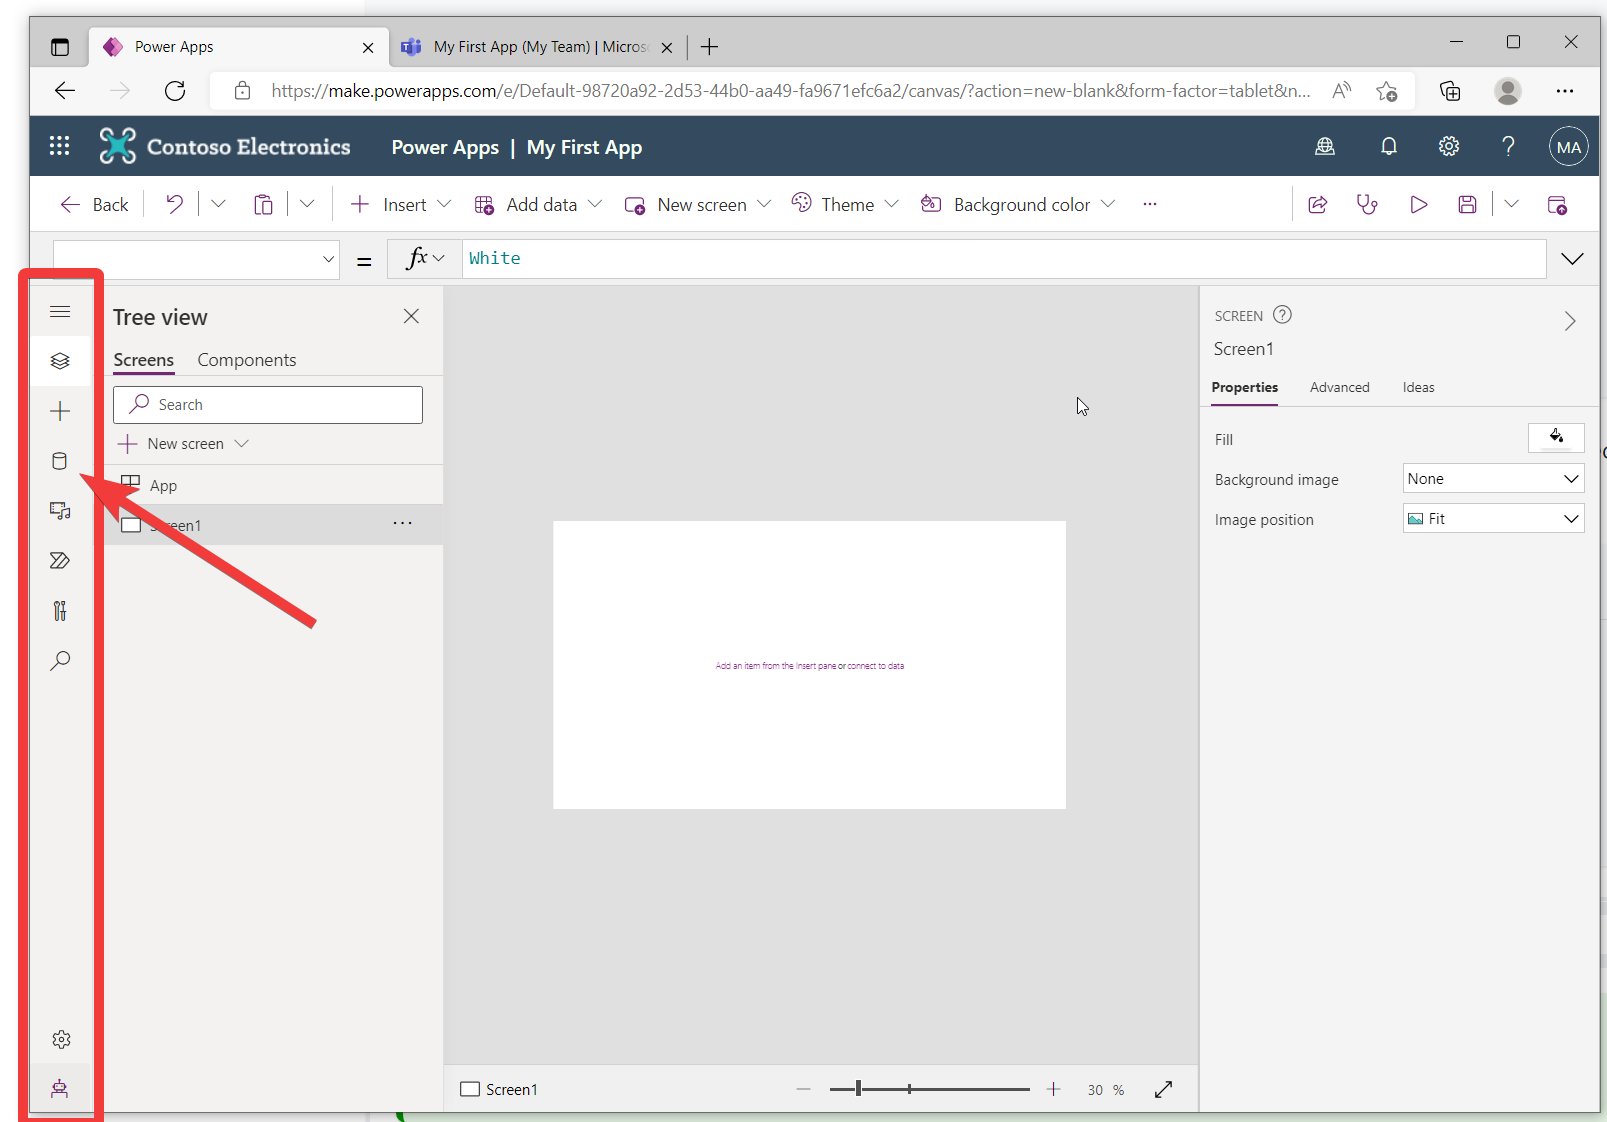 Power Apps
My First App (My Team) | Micros
https://make.powerapps.com/e/Default-98720a92-2d53-44b0-aa49-fa9671efc6a2/canvas/?action=new-blank&form-factor=tablet&n...
Contoso Electronics
Power Apps | My First App
MA
Back
Insert
Add data
New screen
Theme
Background color
= fx White
Tree view
Screens Components
Search
New screen
App
Screen1
Add an item from the Insert pane or connect to data
SCREEN
Screen1
Properties Advanced Ideas
Fill
Background image None
Image position Fit
Screen1
30 %